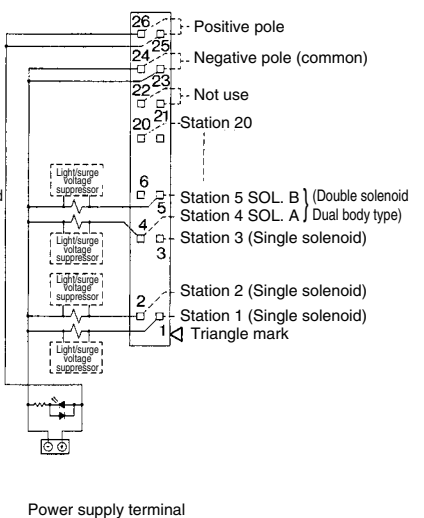 26
Positive pole
25
24
Negative pole (common)
23
22
Not use
21
20
Station 20
Light/surge
voltage
suppressor
6
5
Station 5 SOL. B
(Double solenoid
Station 4 SOL. A
Dual body type)
4
Station 3 (Single solenoid)
3
Light/surge
voltage
suppressor
Light/surge
voltage
suppressor
Station 2 (Single solenoid)
2
Station 1 (Single solenoid)
1
Triangle mark
Light/surge
voltage
suppressor
Power supply terminal